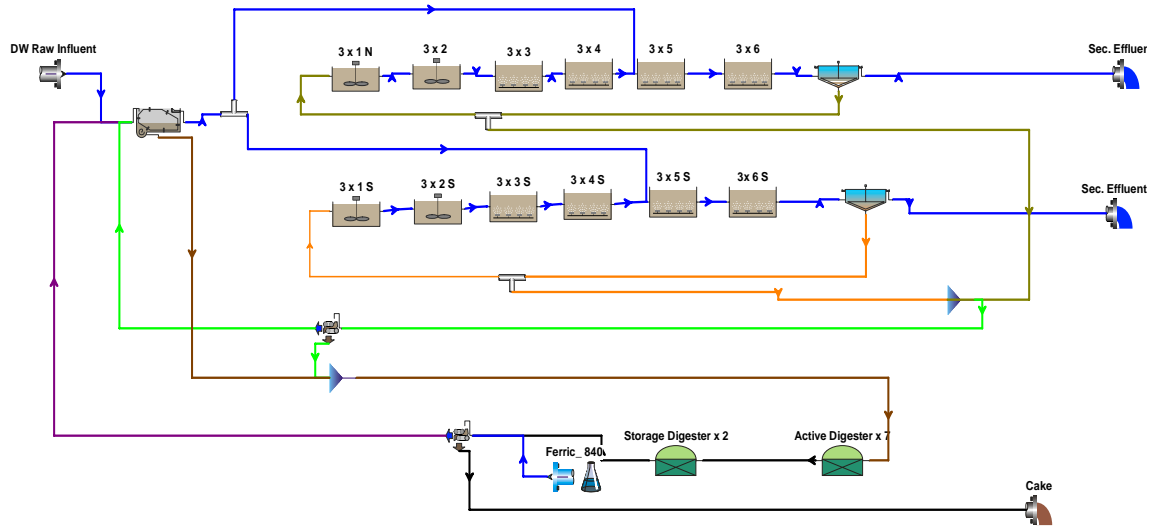 DW Raw Influent
3 x 1 N
3 x 2
3 x 3
3 x 4
3 x 5
3 x 6
Sec. Effluer
3 x 1 S
3 x 2 S
3 x 3 S
3 x 4 S
3 x 5 S
3x 6 S
Sec. Effluent
Storage Digester x 2
Active Digester x 7
Ferric_ 840
Cake